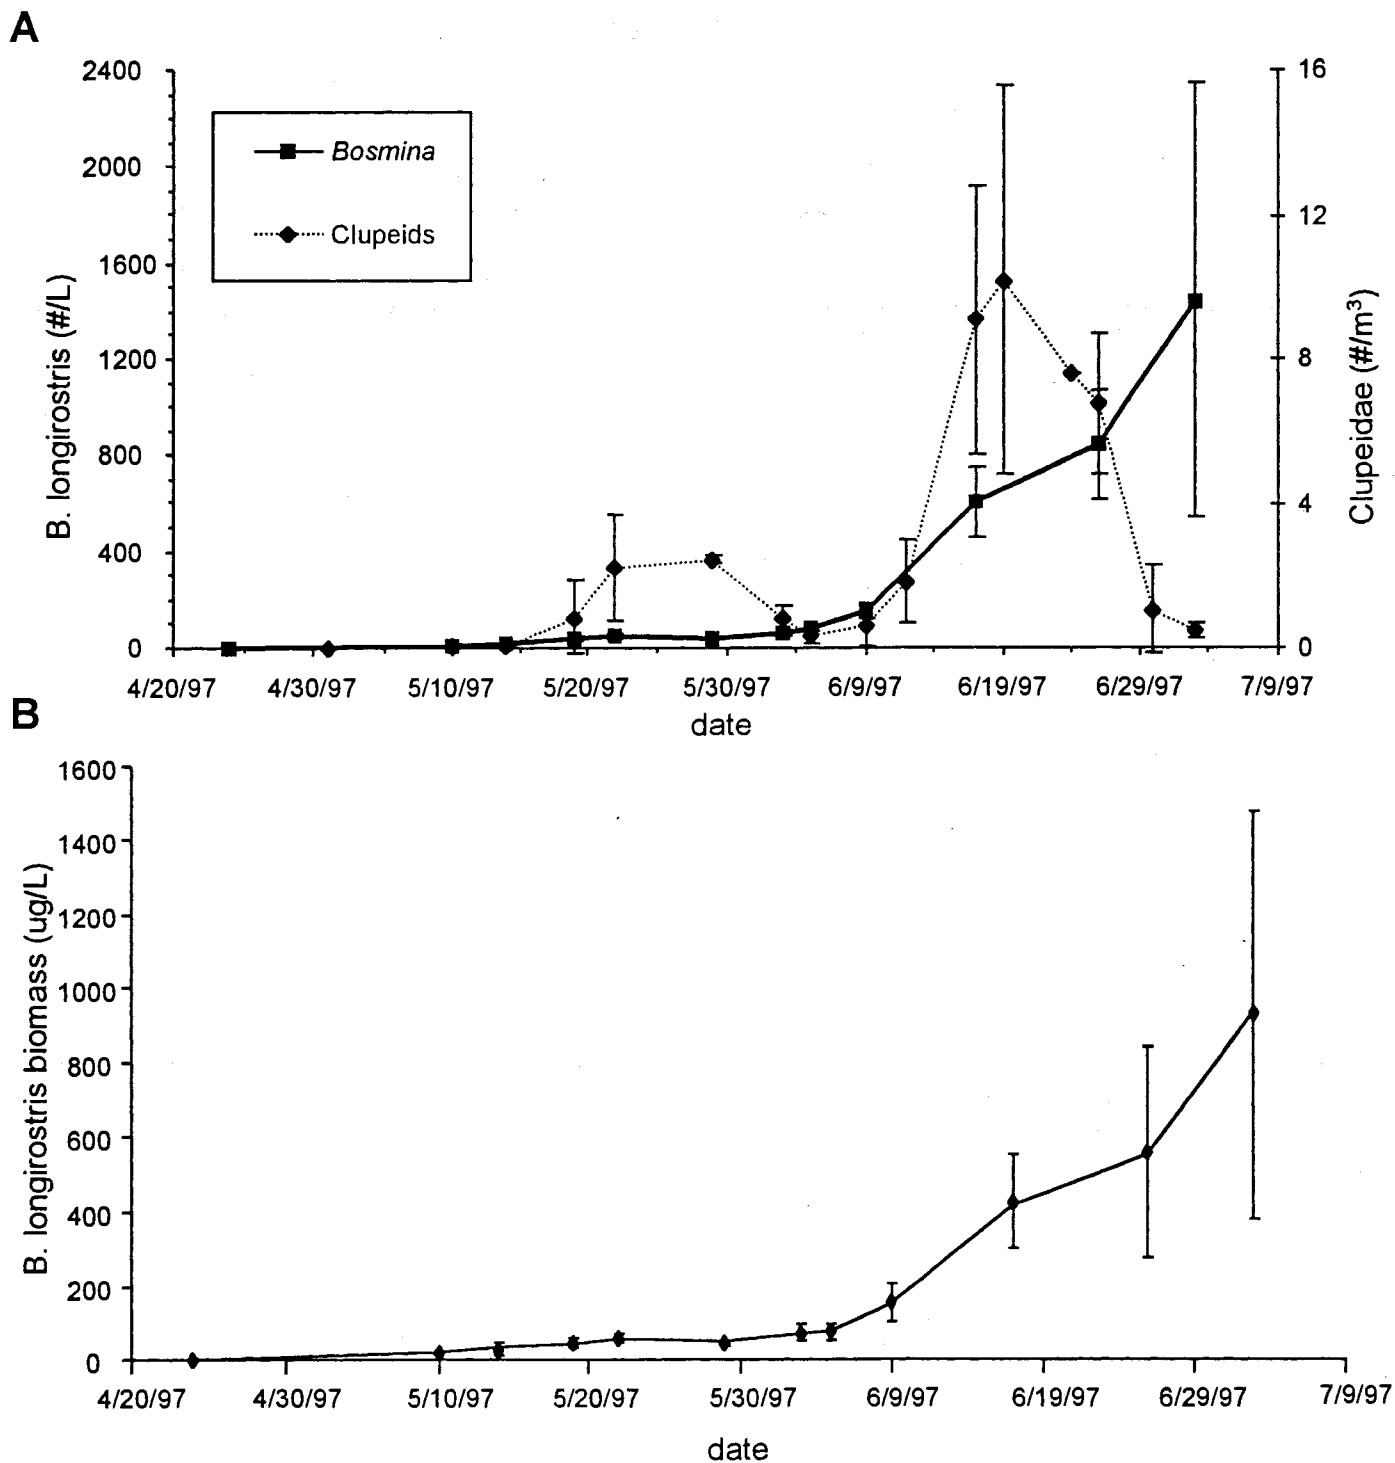 A
2400
2000
1600
1200
800
400
0
B. longirostris (#/L)
Bosmina
Clupeids
16
12
8
4
0
Clupeidae (#/m³)
4/20/97 4/30/97 5/10/97 5/20/97 5/30/97 6/9/97 6/19/97 6/29/97 7/9/97
date
B
1600
1400
1200
1000
800
600
400
200
0
B. longirostris biomass (ug/L)
4/20/97 4/30/97 5/10/97 5/20/97 5/30/97 6/9/97 6/19/97 6/29/97 7/9/97
date